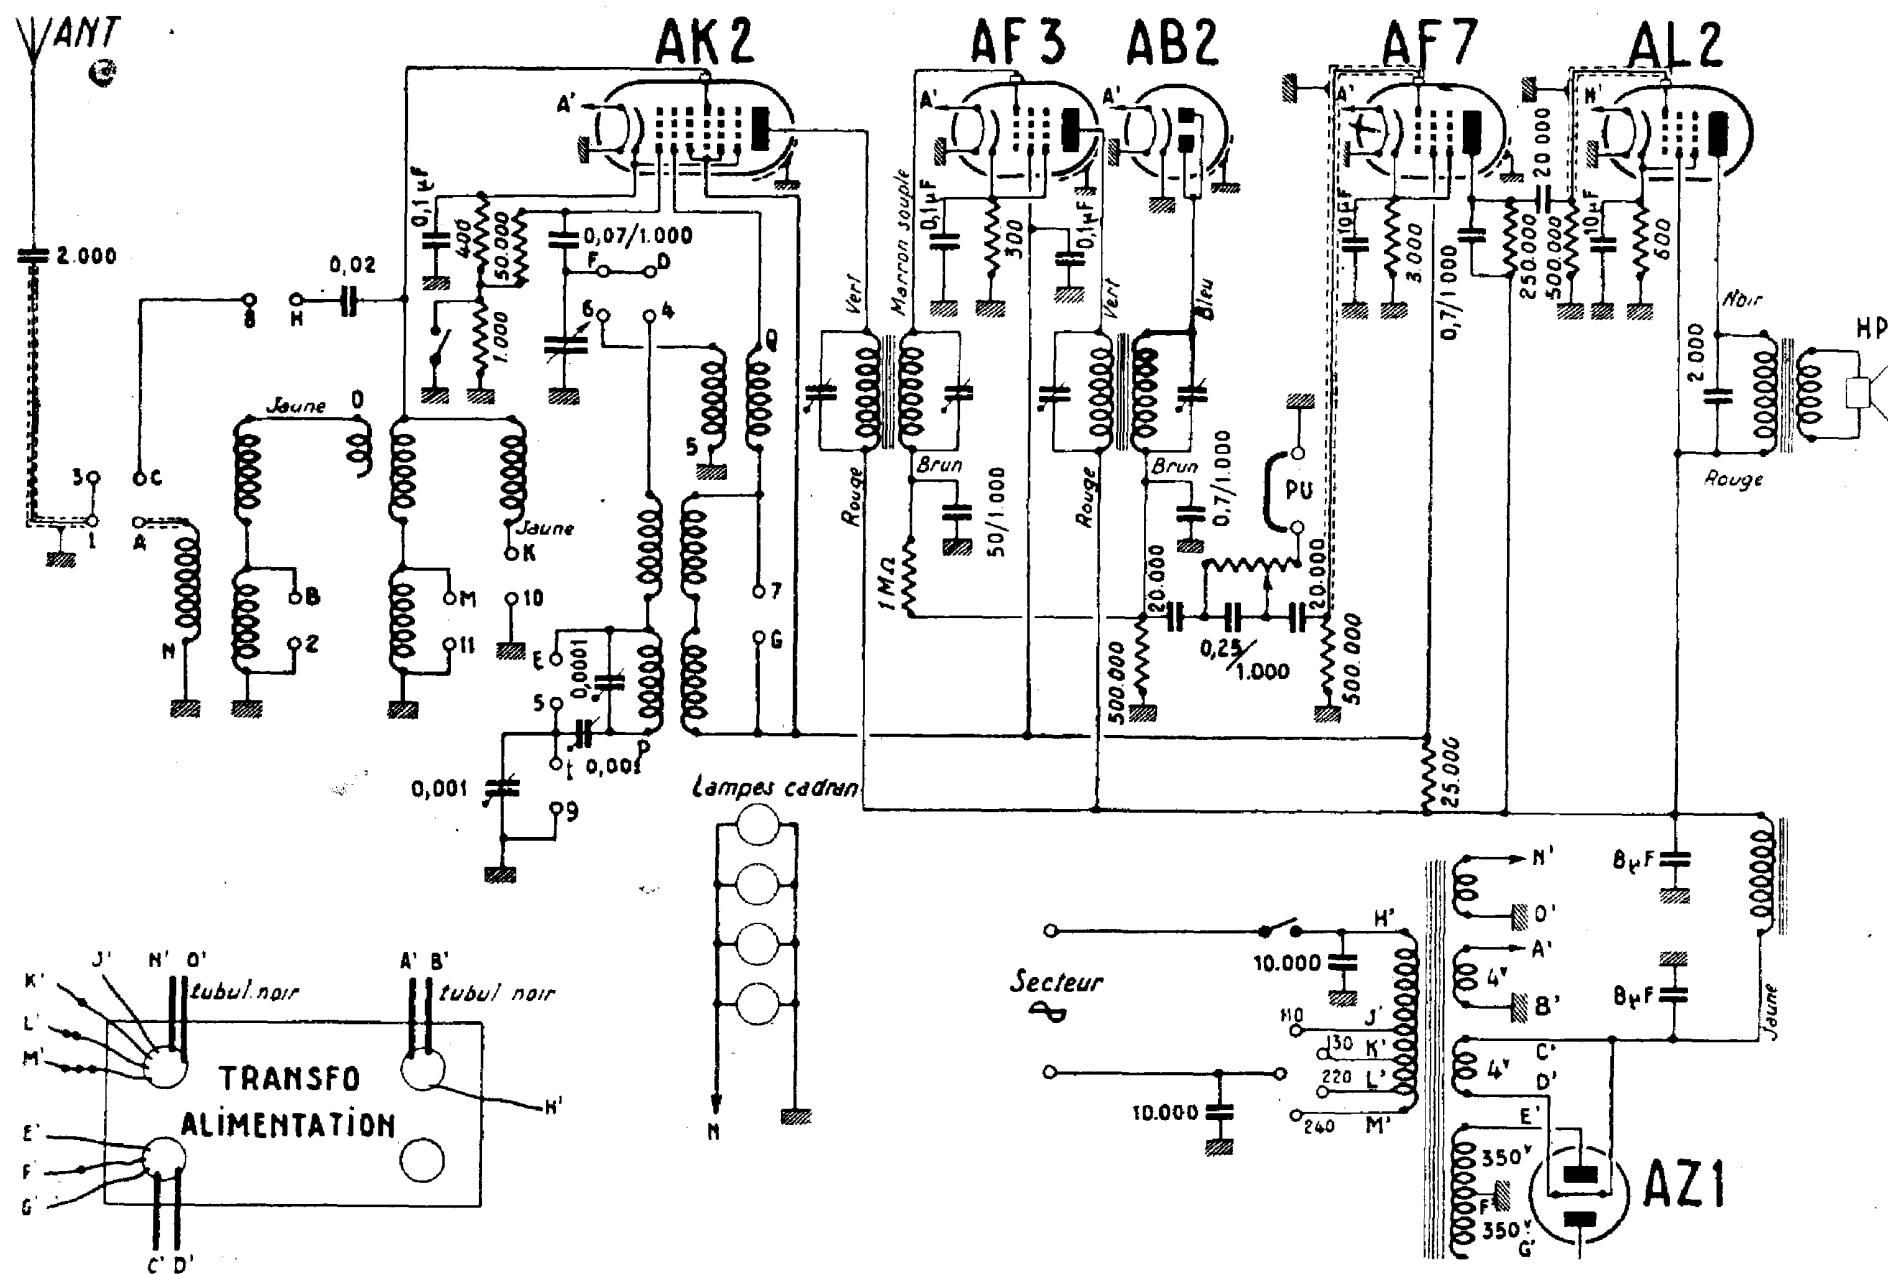 ANT
AK2
AF3
AB2
AF7
AL2
A'
A'
A'
A'
N'
2.000
0,02
H
0,1µF
400
50.000
1.000
0,07/1.000
F
D
6
4
Q
5
Vert
Marron souple
0,1µF
300
0,1µF
Vert
Bleu
10µF
3.000
0,7/1000
20.000
250.000
500.000
10µF
600
Noir
2.000
HP
Rouge
3
C
1
A
N
Jaune
O
B
2
M
11
Jaune
K
10
E
0,0001
5
P
t
0,001
0,001
9
7
G
Rouge
Brun
50/1.000
1MΩ
Rouge
Brun
0,7/1.000
PU
20.000
20.000
0,25/1.000
500.000
500.000
25.000
Lampes cadran
N
Secteur
10.000
10.000
H'
110
J'
130
K'
220
L'
240
M'
N'
O'
A'
4v
B'
C'
4v
D'
E'
350v
F
350v
G'
8µF
8µF
Jaune
AZ1
K'
J'
N' O'
tubul noir
A' B'
tubul noir
L'
M'
TRANSFO
ALIMENTATION
H'
E'
F'
G'
C' D'